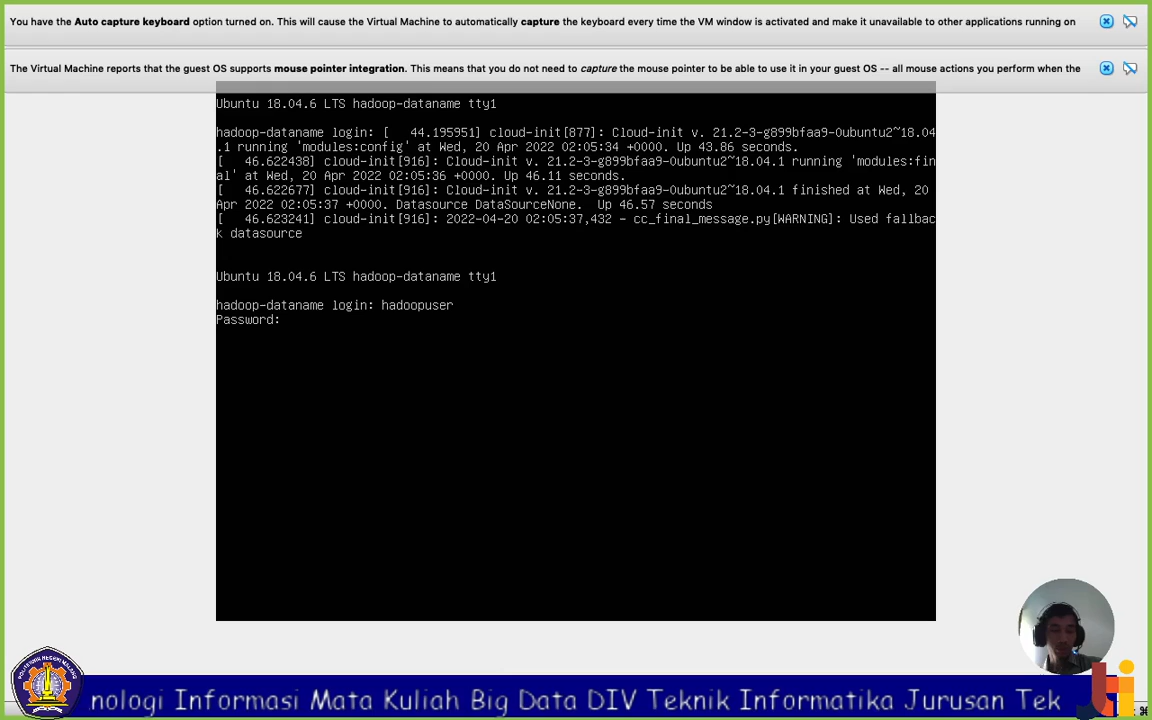 You have the Auto capture keyboard option turned on. This will cause the Virtual Machine to automatically capture the keyboard every time the VM window is activated and make it unavailable to other applications running on
The Virtual Machine reports that the guest OS supports mouse pointer integration. This means that you do not need to capture the mouse pointer to be able to use it in your guest OS -- all mouse actions you perform when the
Ubuntu 18.04.6 LTS hadoop-dataname tty1
hadoop-dataname login: [   44.195951] cloud-init[877]: Cloud-init v. 21.2-3-g899bfaa9-0ubuntu2~18.04
.1 running 'modules:config' at Wed, 20 Apr 2022 02:05:34 +0000. Up 43.86 seconds.
[   46.622438] cloud-init[916]: Cloud-init v. 21.2-3-g899bfaa9-0ubuntu2~18.04.1 running 'modules:fin
al' at Wed, 20 Apr 2022 02:05:36 +0000. Up 46.11 seconds.
[   46.622677] cloud-init[916]: Cloud-init v. 21.2-3-g899bfaa9-0ubuntu2~18.04.1 finished at Wed, 20
Apr 2022 02:05:37 +0000. Datasource DataSourceNone.  Up 46.57 seconds
[   46.623241] cloud-init[916]: 2022-04-20 02:05:37,432 - cc_final_message.py[WARNING]: Used fallbac
k datasource
Ubuntu 18.04.6 LTS hadoop-dataname tty1
hadoop-dataname login: hadoopuser
Password:
nologi Informasi Mata Kuliah Big Data DIV Teknik Informatika Jurusan Tek